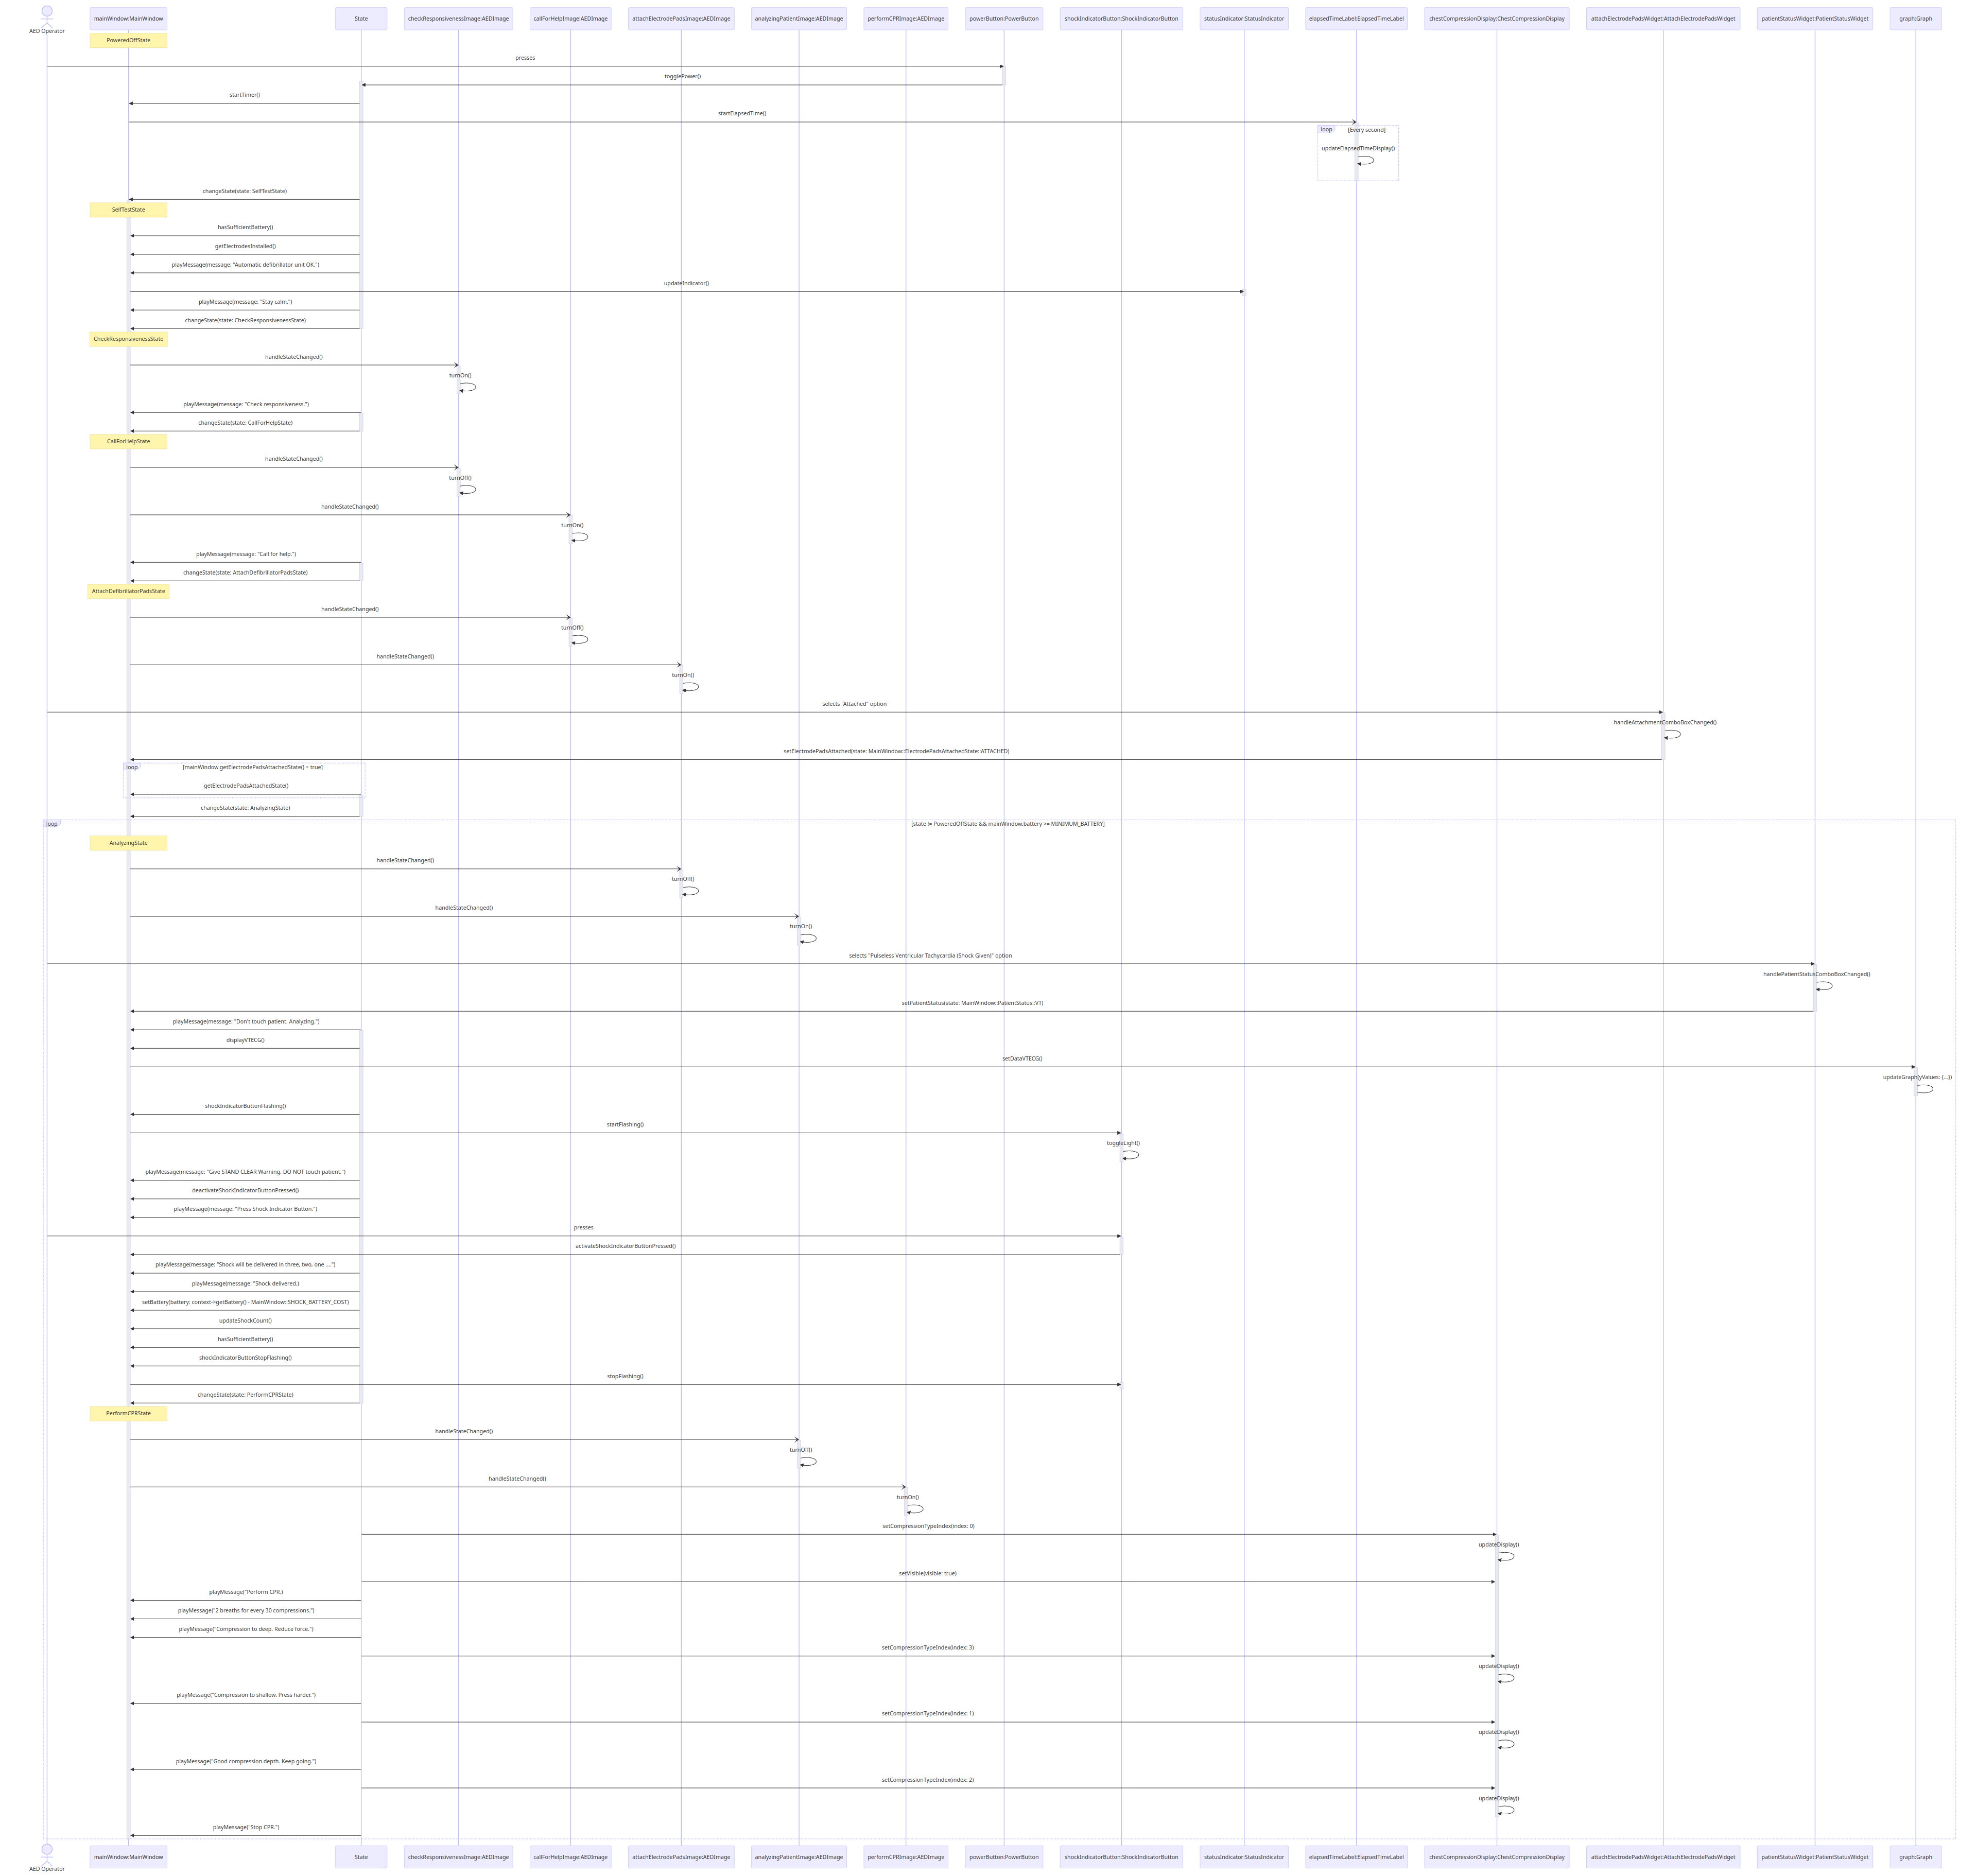 AED Operator
mainWindow:MainWindow
State
checkResponsivenessImage:AEDImage
callForHelpImage:AEDImage
attachElectrodePadsImage:AEDImage
analyzingPatientImage:AEDImage
performCPRImage:AEDImage
powerButton:PowerButton
shockIndicatorButton:ShockIndicatorButton
statusIndicator:StatusIndicator
elapsedTimeLabel:ElapsedTimeLabel
chestCompressionDisplay:ChestCompressionDisplay
attachElectrodePadsWidget:AttachElectrodePadsWidget
patientStatusWidget:PatientStatusWidget
graph:Graph
PoweredOffState
presses
togglePower()
startTimer()
startElapsedTime()
loop
[Every second]
updateElapsedTimeDisplay()
changeState(state: SelfTestState)
SelfTestState
hasSufficientBattery()
getElectrodesInstalled()
playMessage(message: "Automatic defibrillator unit OK.")
updateIndicator()
playMessage(message: "Stay calm.")
changeState(state: CheckResponsivenessState)
CheckResponsivenessState
handleStateChanged()
turnOn()
playMessage(message: "Check responsiveness.")
changeState(state: CallForHelpState)
CallForHelpState
handleStateChanged()
turnOff()
handleStateChanged()
turnOn()
playMessage(message: "Call for help.")
changeState(state: AttachDefibrillatorPadsState)
AttachDefibrillatorPadsState
handleStateChanged()
turnOff()
handleStateChanged()
turnOn()
selects "Attached" option
handleAttachmentComboBoxChanged()
setElectrodePadsAttached(state: MainWindow::ElectrodePadsAttachedState::ATTACHED)
loop
[mainWindow.getElectrodePadsAttachedState() = true]
getElectrodePadsAttachedState()
changeState(state: AnalyzingState)
loop
[state != PoweredOffState && mainWindow.battery >= MINIMUM_BATTERY]
AnalyzingState
handleStateChanged()
turnOff()
handleStateChanged()
turnOn()
selects "Pulseless Ventricular Tachycardia (Shock Given)" option
handlePatientStatusComboBoxChanged()
setPatientStatus(state: MainWindow::PatientStatus::VT)
playMessage(message: "Don't touch patient. Analyzing.")
displayVTECG()
setDataVTECG()
updateGraph(yValues: {...})
shockIndicatorButtonFlashing()
startFlashing()
toggleLight()
playMessage(message: "Give STAND CLEAR Warning. DO NOT touch patient.")
deactivateShockIndicatorButtonPressed()
playMessage(message: "Press Shock Indicator Button.")
presses
activateShockIndicatorButtonPressed()
playMessage(message: "Shock will be delivered in three, two, one ....")
playMessage(message: "Shock delivered.)
setBattery(battery: context->getBattery() - MainWindow::SHOCK_BATTERY_COST)
updateShockCount()
hasSufficientBattery()
shockIndicatorButtonStopFlashing()
stopFlashing()
changeState(state: PerformCPRState)
PerformCPRState
handleStateChanged()
turnOff()
handleStateChanged()
turnOn()
setCompressionTypeIndex(index: 0)
updateDisplay()
setVisible(visible: true)
playMessage("Perform CPR.)
playMessage("2 breaths for every 30 compressions.")
playMessage("Compression to deep. Reduce force.")
setCompressionTypeIndex(index: 3)
updateDisplay()
playMessage("Compression to shallow. Press harder.")
setCompressionTypeIndex(index: 1)
updateDisplay()
playMessage("Good compression depth. Keep going.")
setCompressionTypeIndex(index: 2)
updateDisplay()
playMessage("Stop CPR.")
AED Operator
mainWindow:MainWindow
State
checkResponsivenessImage:AEDImage
callForHelpImage:AEDImage
attachElectrodePadsImage:AEDImage
analyzingPatientImage:AEDImage
performCPRImage:AEDImage
powerButton:PowerButton
shockIndicatorButton:ShockIndicatorButton
statusIndicator:StatusIndicator
elapsedTimeLabel:ElapsedTimeLabel
chestCompressionDisplay:ChestCompressionDisplay
attachElectrodePadsWidget:AttachElectrodePadsWidget
patientStatusWidget:PatientStatusWidget
graph:Graph